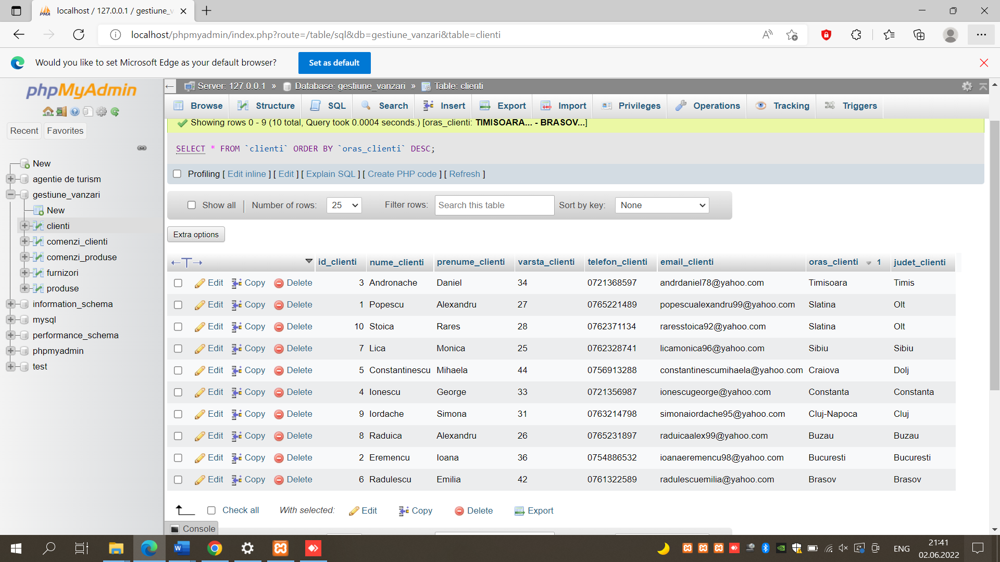 localhost / 127.0.0.1 / gestiune_v
localhost/phpmyadmin/index.php?route=/table/sql&db=gestiune_vanzari&table=clienti
Would you like to set Microsoft Edge as your default browser? Set as default
phpMyAdmin
Recent Favorites
New
agentie de turism
gestiune_vanzari
New
clienti
comenzi_clienti
comenzi_produse
furnizori
produse
information_schema
mysql
performance_schema
phpmyadmin
test
Server: 127.0.0.1 » Database: gestiune_vanzari » Table: clienti
Browse Structure SQL Search Insert Export Import Privileges Operations Tracking Triggers
Showing rows 0 - 9 (10 total, Query took 0.0004 seconds.) [oras_clienti: TIMISOARA... - BRASOV...]
SELECT * FROM `clienti` ORDER BY `oras_clienti` DESC;
Profiling [ Edit inline ] [ Edit ] [ Explain SQL ] [ Create PHP code ] [ Refresh ]
Show all Number of rows: 25 Filter rows: Search this table Sort by key: None
Extra options
←T→ id_clienti nume_clienti prenume_clienti varsta_clienti telefon_clienti email_clienti oras_clienti 1 judet_clienti
Edit Copy Delete 3 Andronache Daniel 34 0721368597 andrdaniel78@yahoo.com Timisoara Timis
Edit Copy Delete 1 Popescu Alexandru 27 0765221489 popescualexandru99@yahoo.com Slatina Olt
Edit Copy Delete 10 Stoica Rares 28 0762371134 raresstoica92@yahoo.com Slatina Olt
Edit Copy Delete 7 Lica Monica 25 0762328741 licamonica96@yahoo.com Sibiu Sibiu
Edit Copy Delete 5 Constantinescu Mihaela 44 0756913288 constantinescumihaela@yahoo.com Craiova Dolj
Edit Copy Delete 4 Ionescu George 33 0721356987 ionescugeorge@yahoo.com Constanta Constanta
Edit Copy Delete 9 Iordache Simona 31 0763214798 simonaiordache95@yahoo.com Cluj-Napoca Cluj
Edit Copy Delete 8 Raduica Alexandru 26 0765231897 raduicaalex99@yahoo.com Buzau Buzau
Edit Copy Delete 2 Eremencu Ioana 36 0754886532 ioanaeremencu98@yahoo.com Bucuresti Bucuresti
Edit Copy Delete 6 Radulescu Emilia 42 0761322589 radulescuemilia@yahoo.com Brasov Brasov
Check all With selected: Edit Copy Delete Export
Console
ENG
21:41
02.06.2022